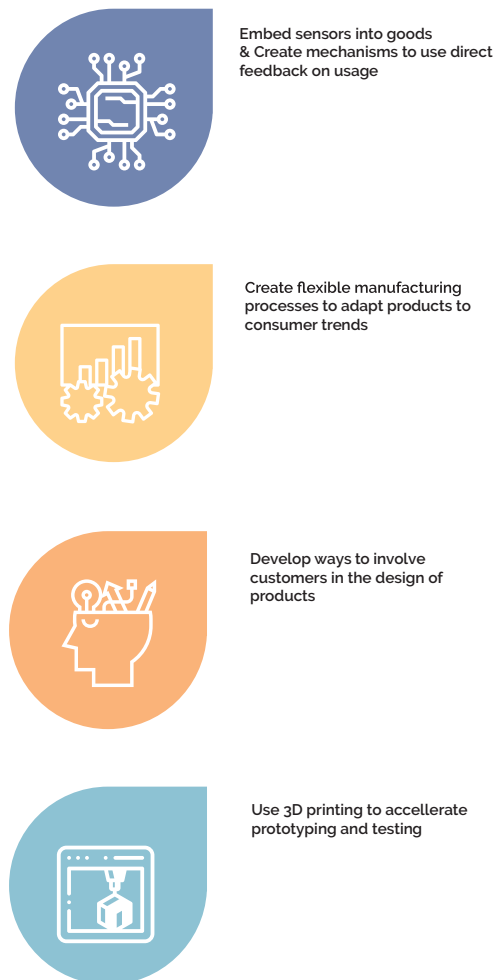 Embed sensors into goods
& Create mechanisms to use direct
feedback on usage
Create flexible manufacturing
processes to adapt products to
consumer trends
Develop ways to involve
customers in the design of
products
Use 3D printing to accellerate
prototyping and testing